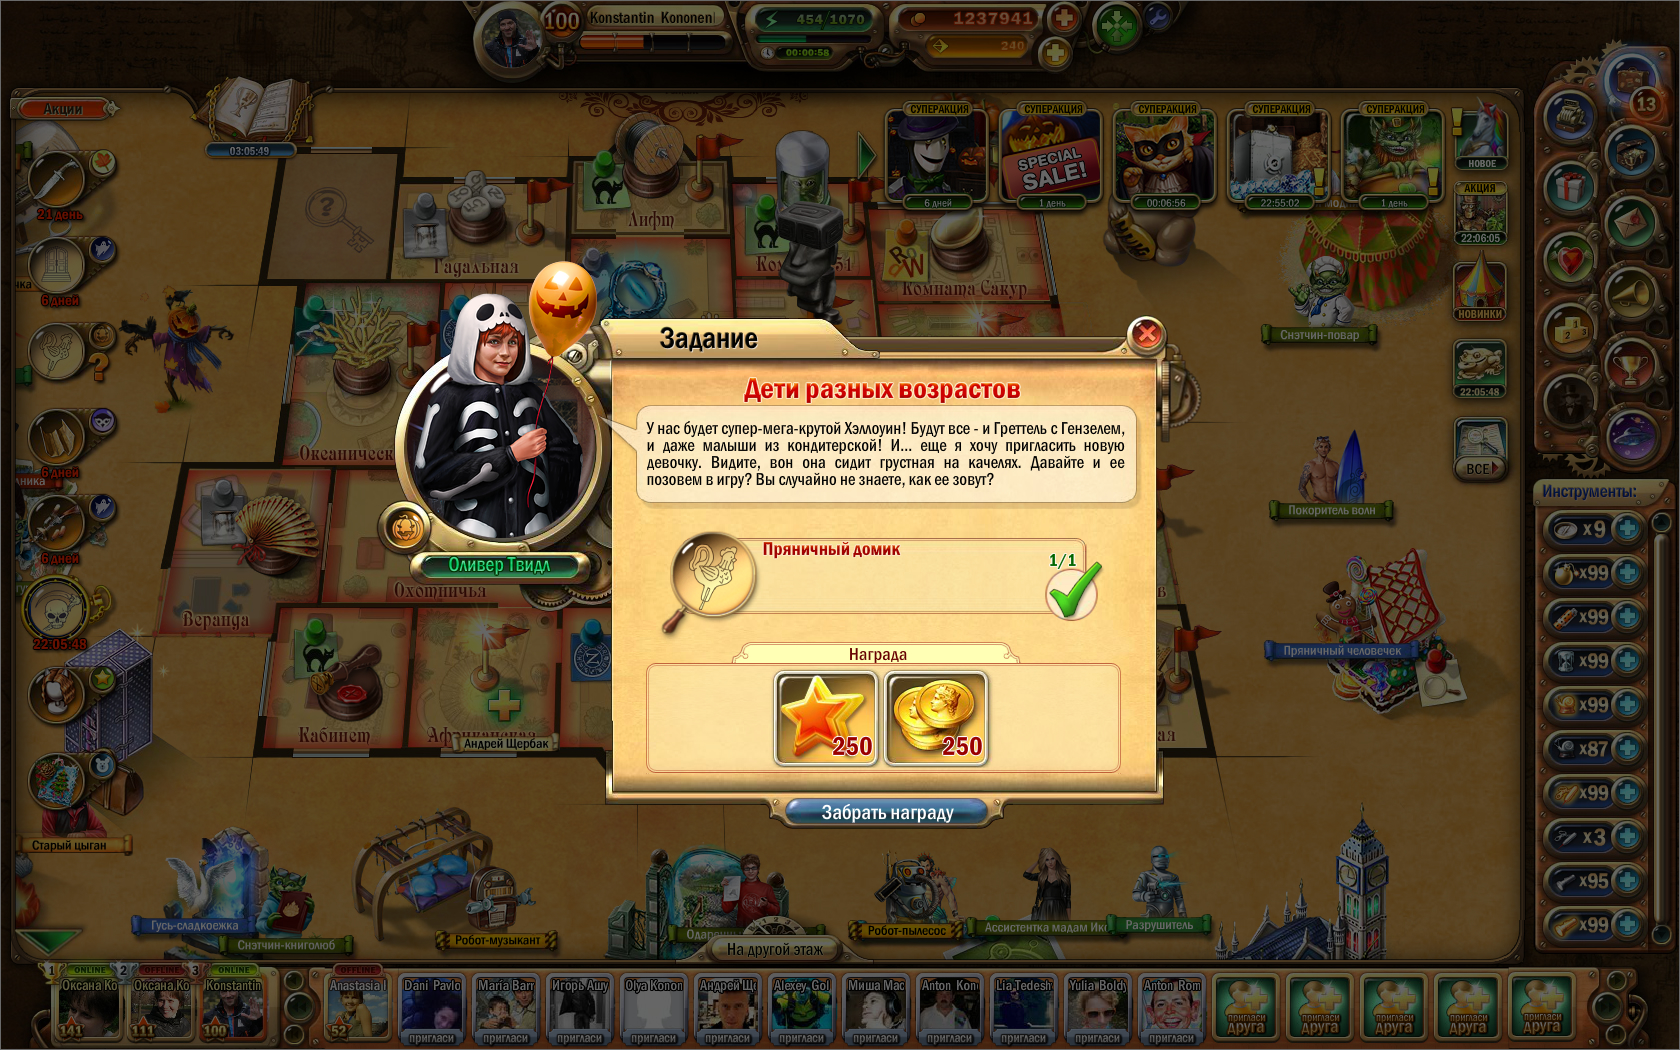 100
Konstantin Kononen
454/1070
00:00:58
1237941
240
Акции
03:05:49
СУПЕРАКЦИЯ
СУПЕРАКЦИЯ
СУПЕРАКЦИЯ
СУПЕРАКЦИЯ
СУПЕРАКЦИЯ
SPECIAL SALE!
6 дней
1 день
00:06:56
22:55:02
1 день
НОВОЕ
АКЦИЯ
22:06:05
НОВИНКИ
22:05:48
ВСЕ
13
21 день
6 дней
6 дней
6 дней
22:05:48
Гадальная
Лифт
Комната Сакур
Снэтчин-повар
Покоритель волн
Пряничный человечек
Океаническ
Охотничья
Веранда
Кабинет
Африкановая
Андрей Щербак
Задание
Дети разных возрастов
У нас будет супер-мега-крутой Хэллоуин! Будут все - и Греттель с Гензелем,
и даже малыши из кондитерской! И... еще я хочу пригласить новую
девочку. Видите, вон она сидит грустная на качелях. Давайте и ее
позовем в игру? Вы случайно не знаете, как ее зовут?
Оливер Твидл
Пряничный домик
1/1
Награда
250
250
Забрать награду
Инструменты:
x9
x99
x99
x99
x99
x87
x99
x3
x95
x99
Старый цыган
Гусь-сладкоежка
Снэтчин-книголюб
Робот-музыкант
На другой этаж
Робот-пылесос
Ассистентка мадам Ик
Разрушитель
1 ONLINE 2 OFFLINE 3 ONLINE OFFLINE
Оксана Ко
Оксана Ко
Konstantin
Anastasia
Dani Pavlo
Maria Barr
Игорь Ашу
Olya Konon
Андрей Щ
Alexey Gol
Миша Мас
Anton Kon
Lia Tedesh
Yulia Boldy
Anton Rom
141
111
100
52
пригласи
пригласи
пригласи
пригласи
пригласи
пригласи
пригласи
пригласи
пригласи
пригласи
пригласи
пригласи друга
пригласи друга
пригласи друга
пригласи друга
пригласи друга